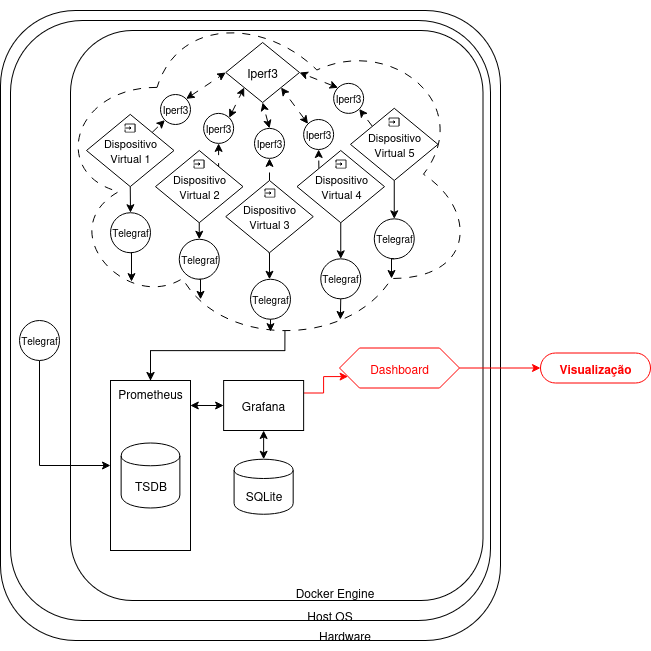 Iperf3
Iperf3
Iperf3
Iperf3
Iperf3
Iperf3
Dispositivo
Virtual 1
Dispositivo
Virtual 2
Dispositivo
Virtual 3
Dispositivo
Virtual 4
Dispositivo
Virtual 5
Telegraf
Telegraf
Telegraf
Telegraf
Telegraf
Telegraf
Prometheus
TSDB
Grafana
SQLite
Dashboard
Visualização
Docker Engine
Host OS
Hardware